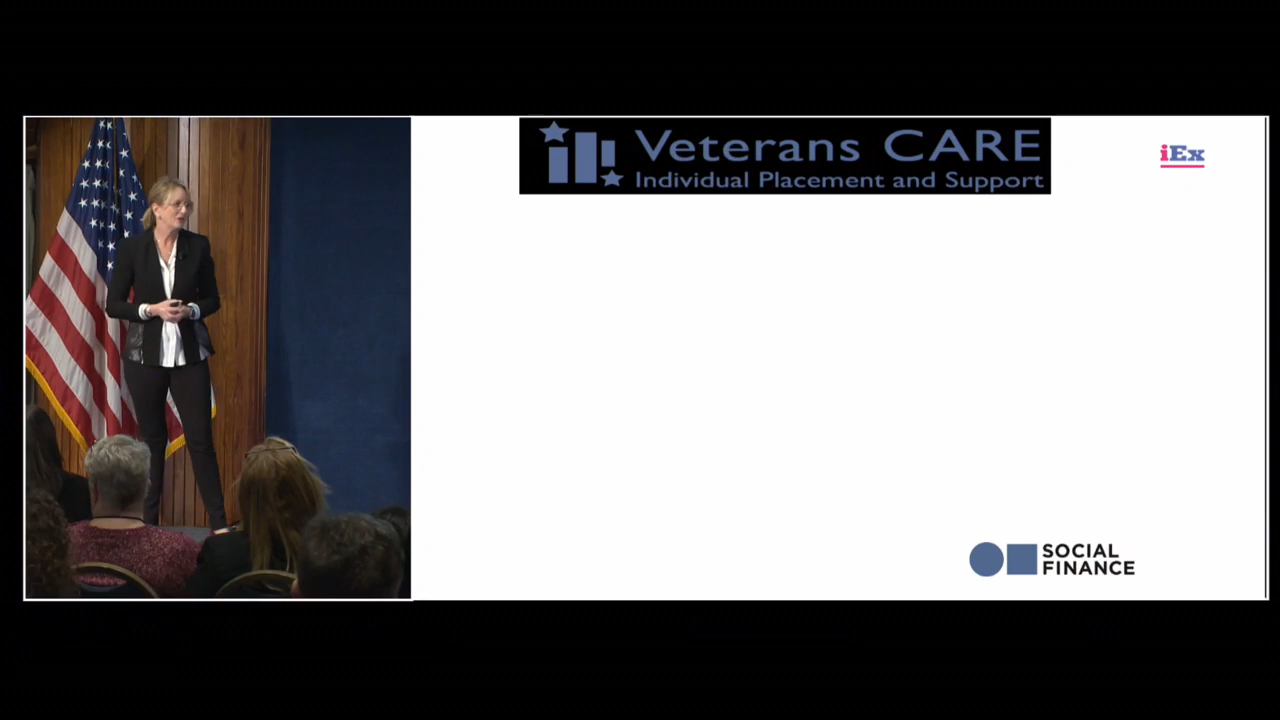 Veterans CARE
Individual Placement and Support
iEx
SOCIAL
FINANCE